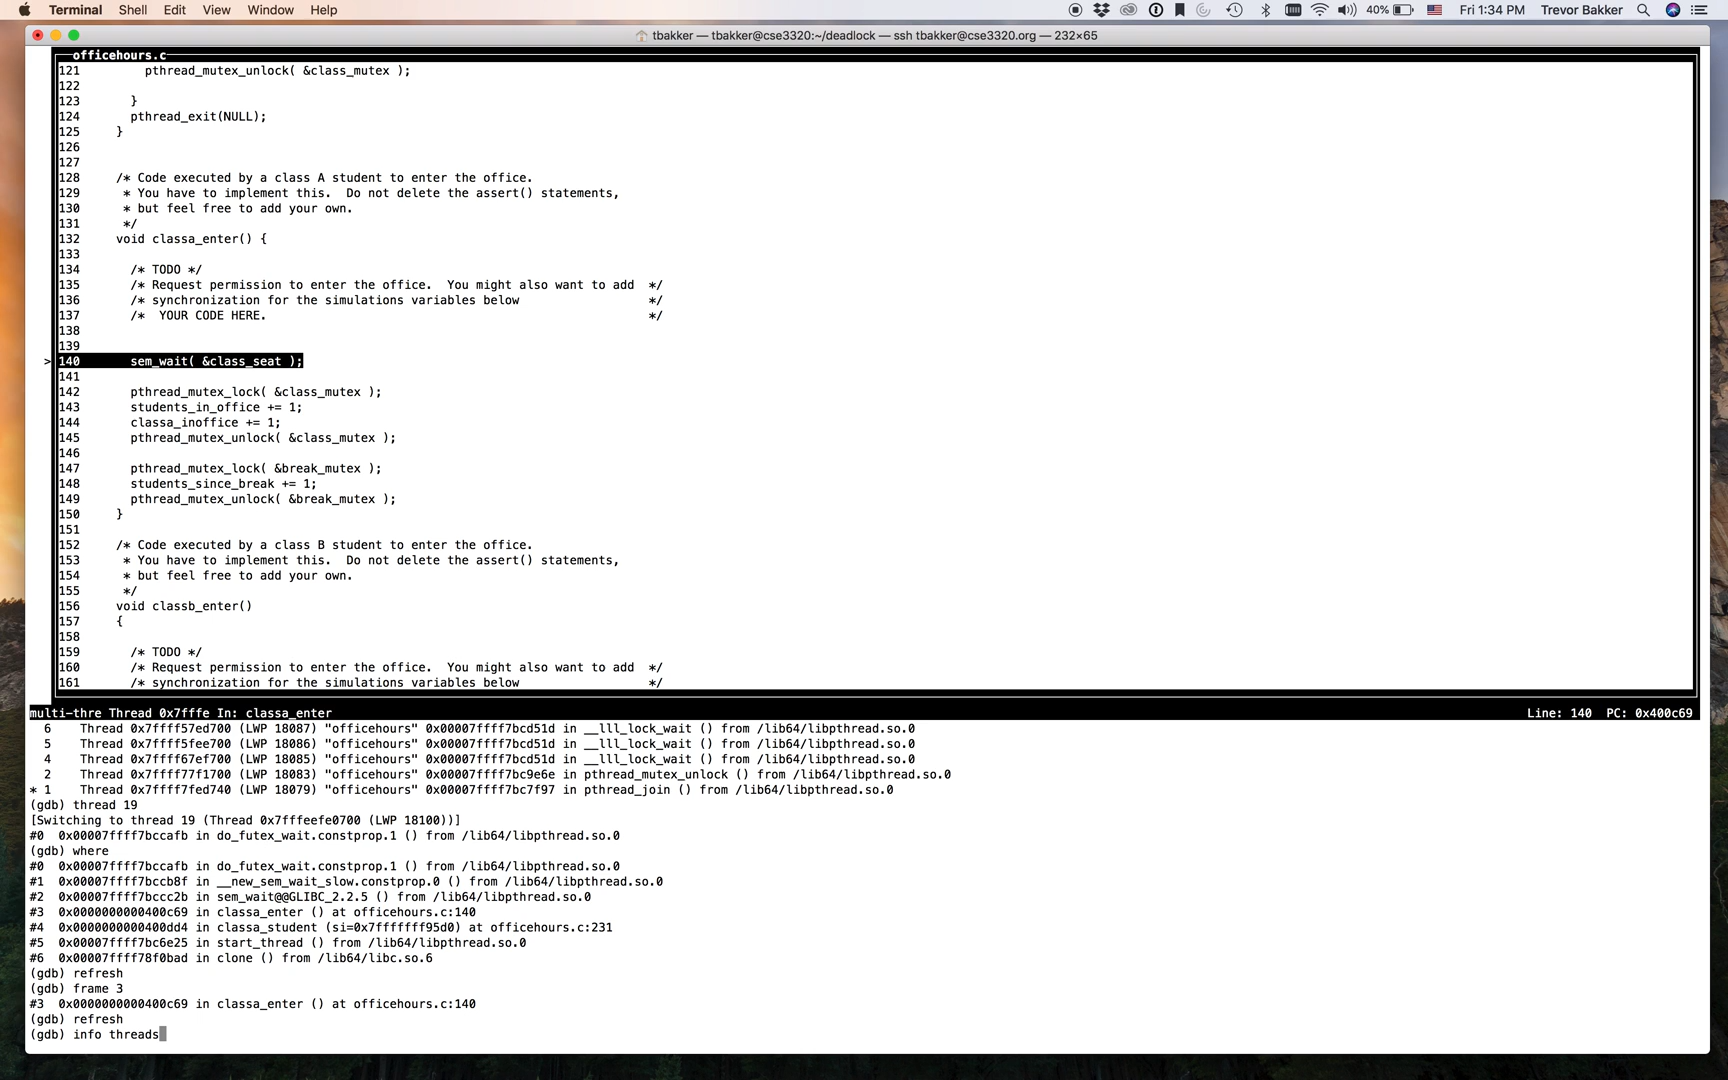 Terminal Shell Edit View Window Help 40% Fri 1:34 PM Trevor Bakker
tbakker — tbakker@cse3320.org:~/deadlock — ssh tbakker@cse3320.org — 232×65
officehours.c
121 pthread_mutex_unlock( &class_mutex );
122
123 }
124 pthread_exit(NULL);
125 }
126
127
128 /* Code executed by a class A student to enter the office.
129 * You have to implement this. Do not delete the assert() statements,
130 * but feel free to add your own.
131 */
132 void classa_enter() {
133
134 /* TODO */
135 /* Request permission to enter the office. You might also want to add */
136 /* synchronization for the simulations variables below */
137 /* YOUR CODE HERE. */
138
139
> 140 sem_wait( &class_seat );
141
142 pthread_mutex_lock( &class_mutex );
143 students_in_office += 1;
144 classa_inoffice += 1;
145 pthread_mutex_unlock( &class_mutex );
146
147 pthread_mutex_lock( &break_mutex );
148 students_since_break += 1;
149 pthread_mutex_unlock( &break_mutex );
150 }
151
152 /* Code executed by a class B student to enter the office.
153 * You have to implement this. Do not delete the assert() statements,
154 * but feel free to add your own.
155 */
156 void classb_enter()
157 {
158
159 /* TODO */
160 /* Request permission to enter the office. You might also want to add */
161 /* synchronization for the simulations variables below */
multi-thre Thread 0x7fffe In: classa_enter Line: 140 PC: 0x400c69
6 Thread 0x7ffff57ed700 (LWP 18087) "officehours" 0x00007ffff7bcd51d in __lll_lock_wait () from /lib64/libpthread.so.0
5 Thread 0x7ffff5fee700 (LWP 18086) "officehours" 0x00007ffff7bcd51d in __lll_lock_wait () from /lib64/libpthread.so.0
4 Thread 0x7ffff67ef700 (LWP 18085) "officehours" 0x00007ffff7bcd51d in __lll_lock_wait () from /lib64/libpthread.so.0
2 Thread 0x7ffff77f1700 (LWP 18083) "officehours" 0x00007ffff7bc9e6e in pthread_mutex_unlock () from /lib64/libpthread.so.0
* 1 Thread 0x7ffff7fed740 (LWP 18079) "officehours" 0x00007ffff7bc7f97 in pthread_join () from /lib64/libpthread.so.0
(gdb) thread 19
[Switching to thread 19 (Thread 0x7fffeefe0700 (LWP 18100))]
#0 0x00007ffff7bccafb in do_futex_wait.constprop.1 () from /lib64/libpthread.so.0
(gdb) where
#0 0x00007ffff7bccafb in do_futex_wait.constprop.1 () from /lib64/libpthread.so.0
#1 0x00007ffff7bccb8f in __new_sem_wait_slow.constprop.0 () from /lib64/libpthread.so.0
#2 0x00007ffff7bccc2b in sem_wait@@GLIBC_2.2.5 () from /lib64/libpthread.so.0
#3 0x0000000000400c69 in classa_enter () at officehours.c:140
#4 0x0000000000400dd4 in classa_student (si=0x7fffffff95d0) at officehours.c:231
#5 0x00007ffff7bc6e25 in start_thread () from /lib64/libpthread.so.0
#6 0x00007ffff78f0bad in clone () from /lib64/libc.so.6
(gdb) refresh
(gdb) frame 3
#3 0x0000000000400c69 in classa_enter () at officehours.c:140
(gdb) refresh
(gdb) info threads